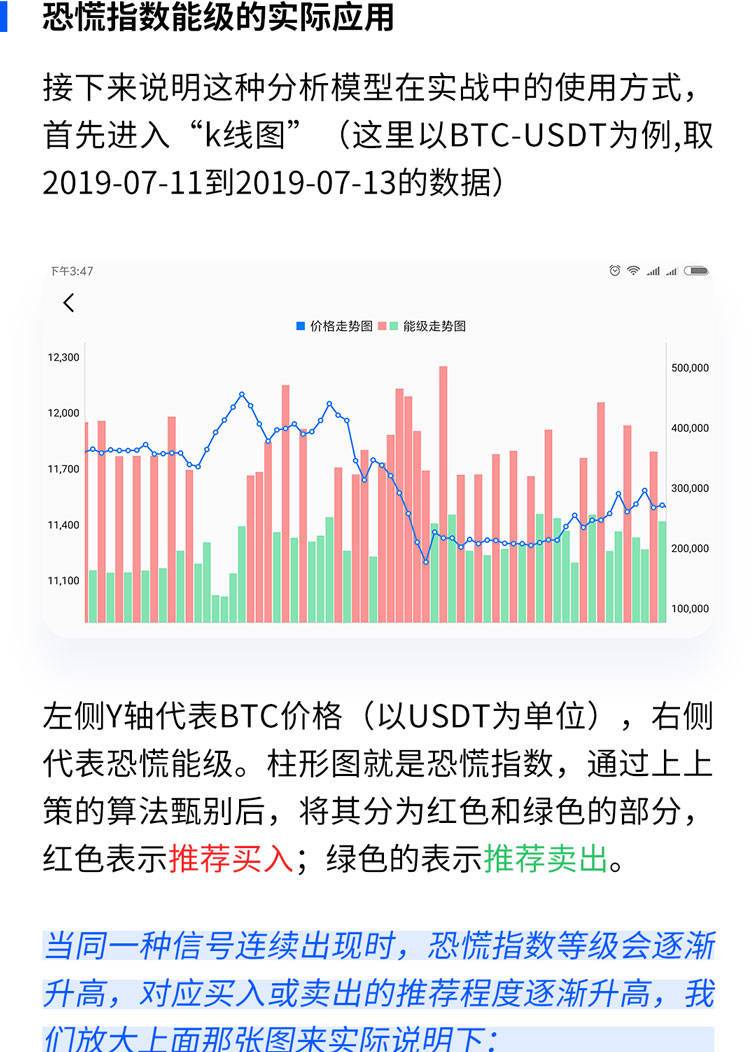 恐慌指数能级的实际应用
接下来说明这种分析模型在实战中的使用方式，
首先进入“k线图”（这里以BTC-USDT为例,取
2019-07-11到2019-07-13的数据）
下午3:47
价格走势图 能级走势图
12,300
12,000
11,700
11,400
11,100
500,000
400,000
300,000
200,000
100,000
左侧Y轴代表BTC价格（以USDT为单位），右侧
代表恐慌能级。柱形图就是恐慌指数，通过上上
策的算法甄别后，将其分为红色和绿色的部分，
红色表示推荐买入；绿色的表示推荐卖出。
当同一种信号连续出现时，恐慌指数等级会逐渐
升高，对应买入或卖出的推荐程度逐渐升高，我
们放大上面那张图来实际说明下：